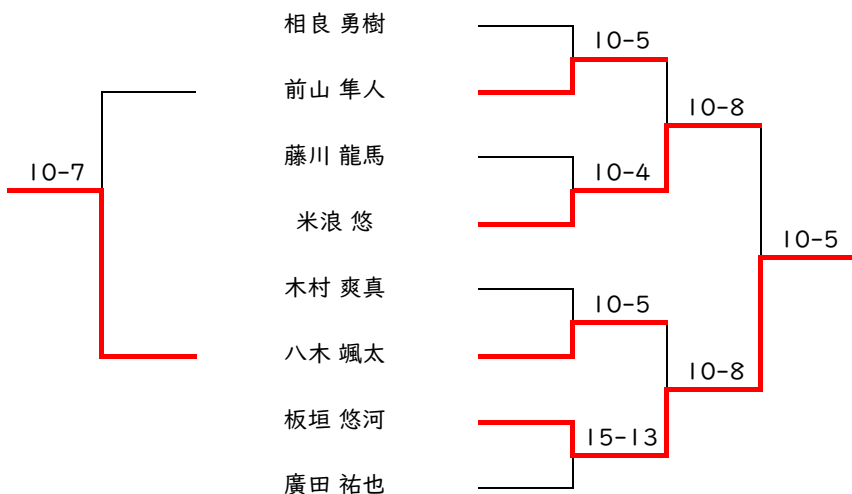 相良 勇樹
10-5
前山 隼人
10-8
藤川 龍馬
10-7
10-4
米浪 悠
10-5
木村 爽真
10-5
八木 颯太
10-8
板垣 悠河
15-13
廣田 祐也